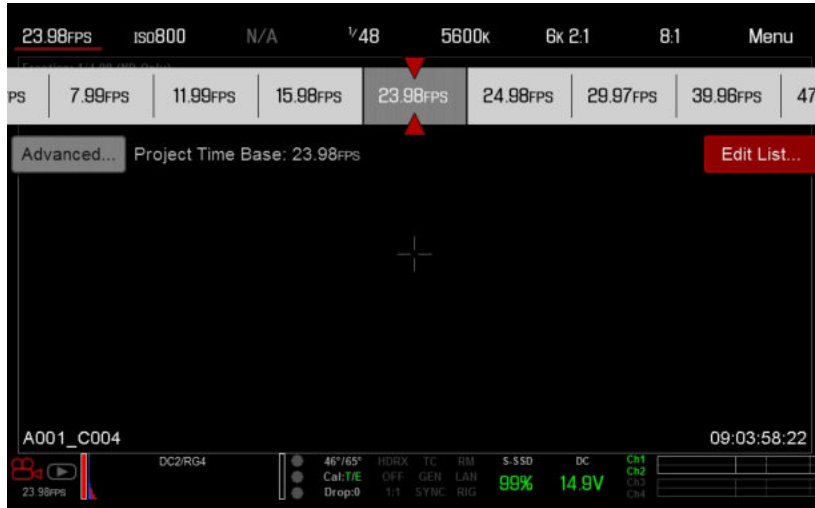 23.98FPS ISO800 N/A 1/48 5600K 6K 2:1 8:1 Menu
PS 7.99FPS 11.99FPS 15.98FPS 23.98FPS 24.98FPS 29.97FPS 39.96FPS 47
Advanced... Project Time Base: 23.98FPS Edit List...
A001_C004 09:03:58:22
DC2/RG4 46°/65° HDRX TC RM S-SSD DC Ch1
Cal:T/E OFF GEN LAN 99% 14.9V Ch2
23.98FPS Drop:0 1:1 SYNC RIG Ch3
Ch4